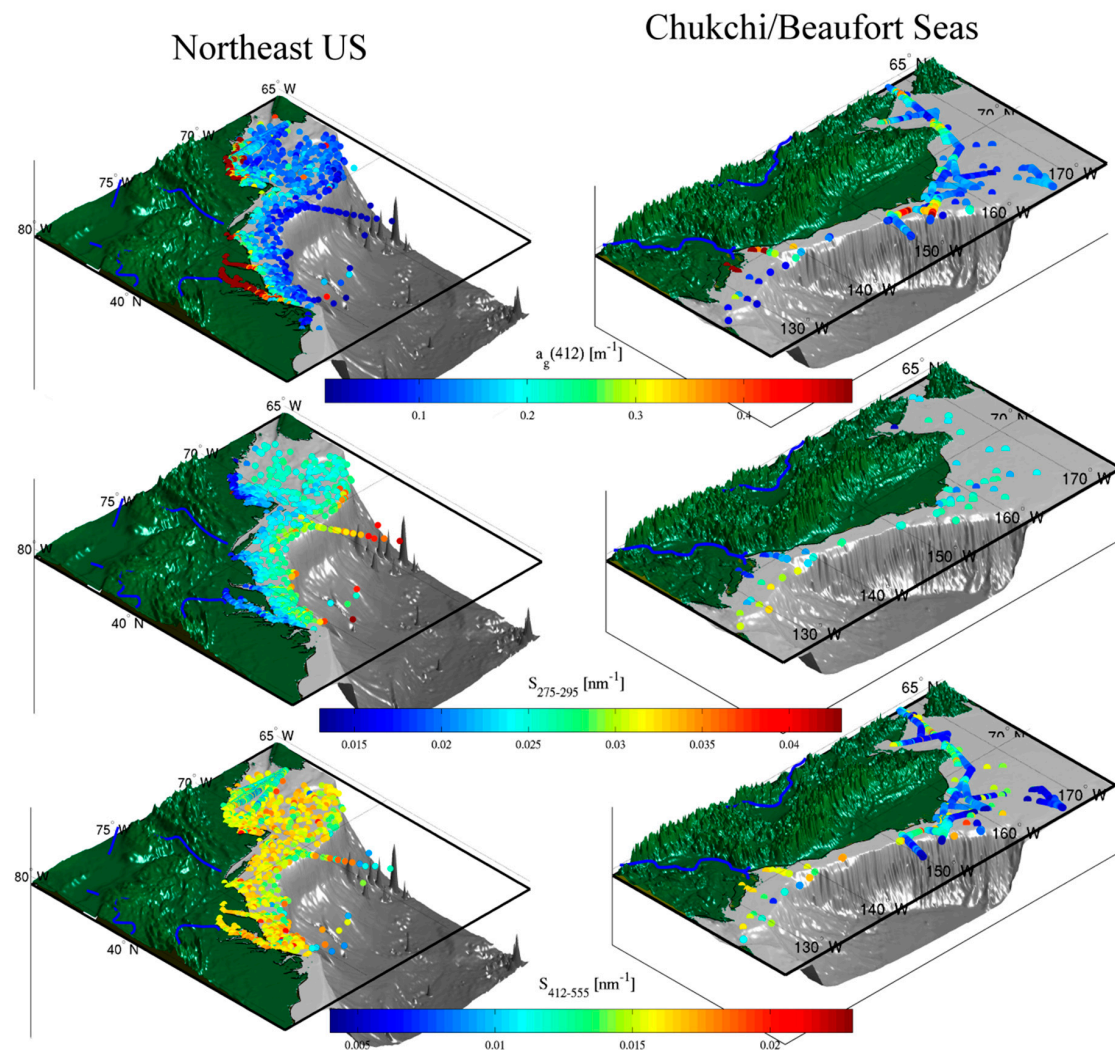 Northeast US
Chukchi/Beaufort Seas
65° W
70° W
75° W
80° W
40° N
65° N
70° N
170° W
160° W
150° W
140° W
130° W
a_g(412) [m⁻¹]
0.1 0.2 0.3 0.4
65° W
70° W
75° W
80° W
40° N
65° N
70° N
170° W
160° W
150° W
140° W
130° W
S_275-295 [nm⁻¹]
0.015 0.02 0.025 0.03 0.035 0.04
65° W
70° W
75° W
80° W
40° N
65° N
70° N
170° W
160° W
150° W
140° W
130° W
S_412-555 [nm⁻¹]
0.005 0.01 0.015 0.02